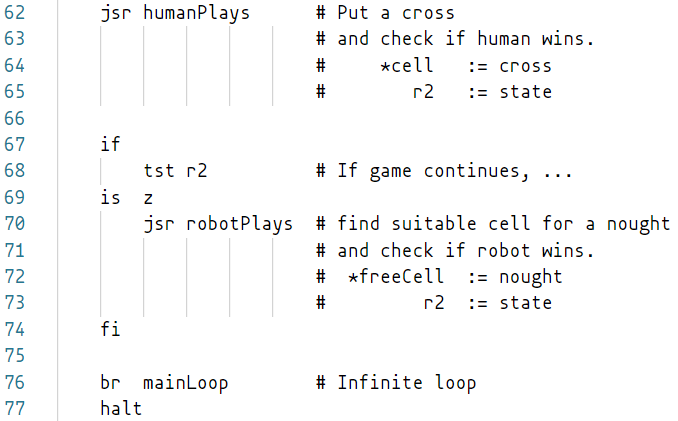 62 jsr humanPlays # Put a cross
63 # and check if human wins.
64 # *cell := cross
65 # r2 := state
66
67 if
68 tst r2 # If game continues, ...
69 is z
70 jsr robotPlays # find suitable cell for a nought
71 # and check if robot wins.
72 # *freeCell := nought
73 # r2 := state
74 fi
75
76 br mainLoop # Infinite loop
77 halt